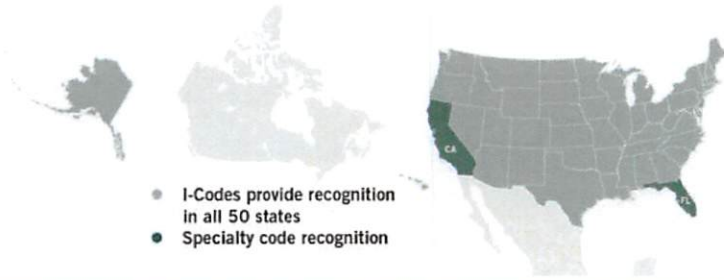 CA
FL
I-Codes provide recognition
in all 50 states
Specialty code recognition